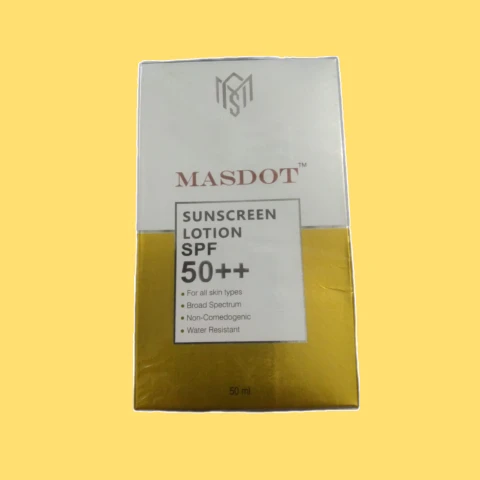 MASDOT™
SUNSCREEN
LOTION
SPF
50++
• For all skin types
• Broad Spectrum
• Non-Comedogenic
• Water Resistant
50 ml